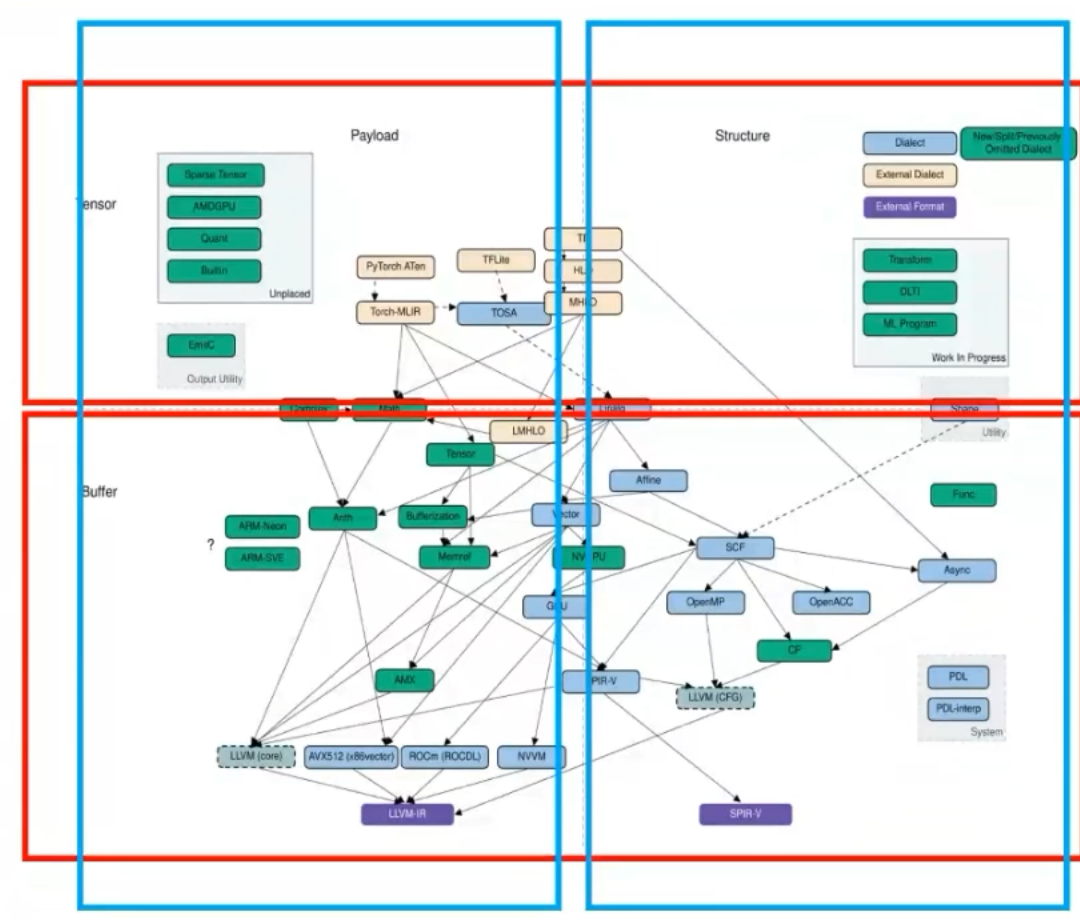 Payload
Structure
Dialect
New/Split/Previously
Omitted Dialect
External Dialect
External Format
Tensor
Sparse Tensor
AMDGPU
Quant
Builtin
Unplaced
EmitC
Output Utility
PyTorch ATen
TFLite
Torch-MLIR
TOSA
MHLO
Transform
DLTI
ML Program
Work In Progress
Complex
Math
Linalg
Shape
Utility
LMHLO
Tensor
Affine
Buffer
Func
ARM-Neon
Arith
Bufferization
Vector
?
ARM-SVE
Memref
NVGPU
SCF
Async
GPU
OpenMP
OpenACC
CF
AMX
SPIR-V
LLVM (CFG)
PDL
PDL-interp
System
LLVM (core)
AVX512 (x86vector)
ROCm (ROCDL)
NVVM
LLVM-IR
SPIR-V